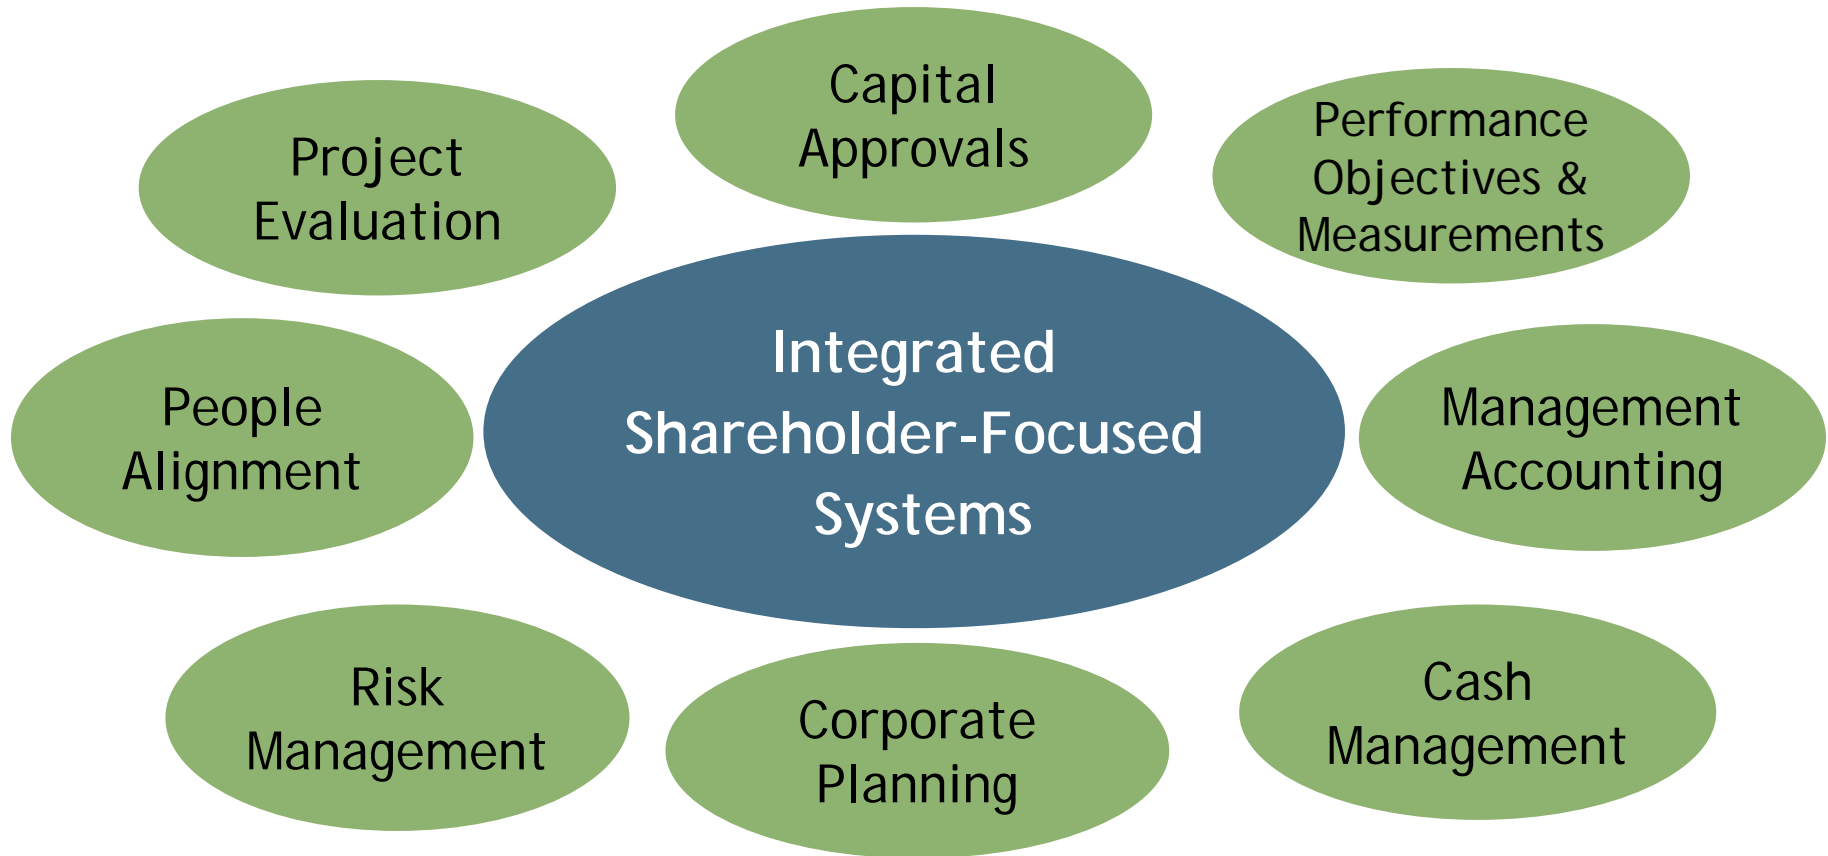 Capital
Approvals
Project
Evaluation
Performance
Objectives &
Measurements
Integrated
Shareholder-Focused
Systems
People
Alignment
Management
Accounting
Risk
Management
Corporate
Planning
Cash
Management